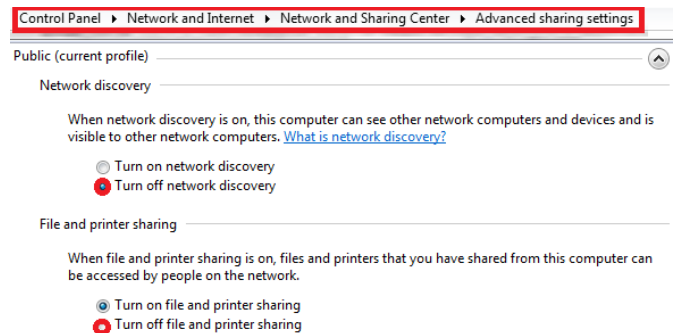 Control Panel ▸ Network and Internet ▸ Network and Sharing Center ▸ Advanced sharing settings
Public (current profile)
Network discovery
When network discovery is on, this computer can see other network computers and devices and is
visible to other network computers. What is network discovery?
Turn on network discovery
Turn off network discovery
File and printer sharing
When file and printer sharing is on, files and printers that you have shared from this computer can
be accessed by people on the network.
Turn on file and printer sharing
Turn off file and printer sharing